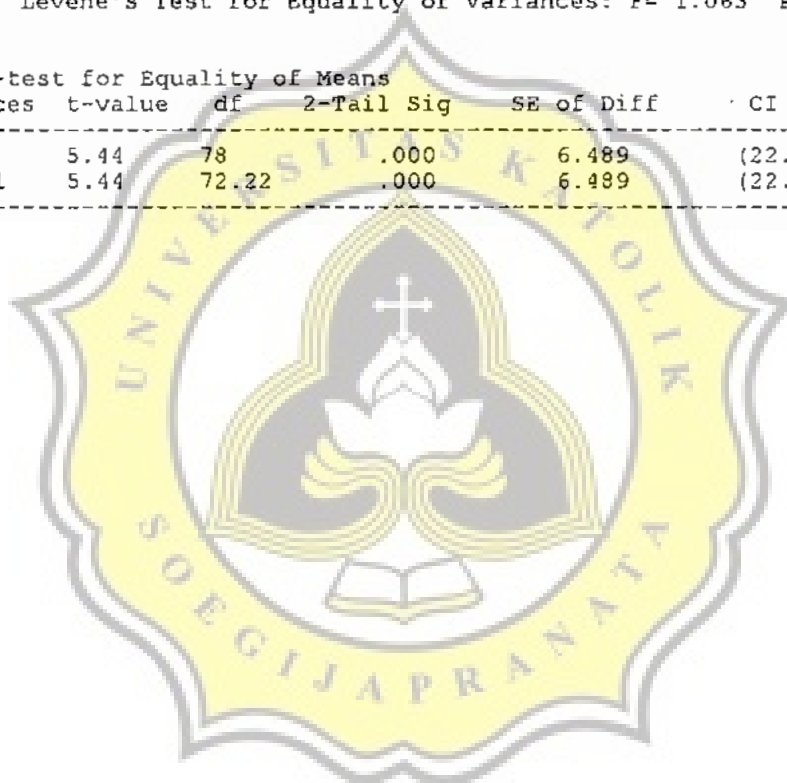 Levene's Test for Equality of Variances: F= 1.063
-test for Equality of Means
ces t-value df 2-Tail Sig SE of Diff CI
5.44 78 .000 6.489 (22.
l 5.44 72.22 .000 6.489 (22.
UNIVERSITAS KATOLIK
SOEGIJAPRANATA